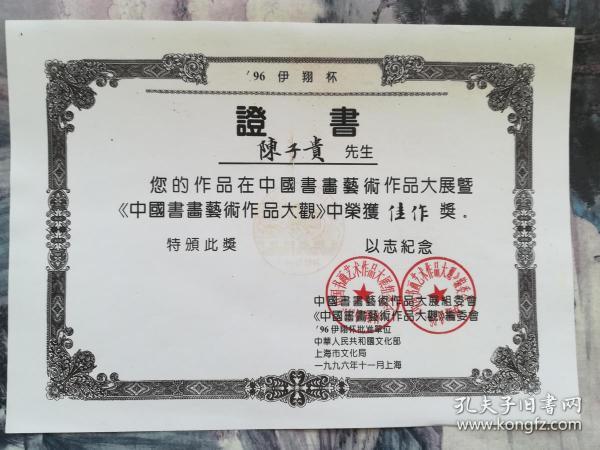 '96 伊翔杯
證書
陳子貴 先生
您的作品在中國書畫藝術作品大展暨
《中國書畫藝術作品大觀》中榮獲 佳作 獎。
特頒此獎 以志紀念
中國書畫藝術作品大展組委會
《中國書畫藝術作品大觀》編委會
'96伊翔杯批准單位
中華人民共和國文化部
上海市文化局
一九九六年十一月上海
孔夫子旧书网
www.kongfz.com